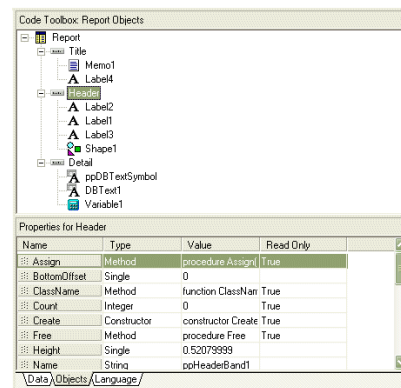 Code Toolbox: Report Objects
Report
Title
Memo1
Label4
Header
Label2
Label1
Label3
Shape1
Detail
ppDBTextSymbol
DBText1
Variable1
Properties for Header
Name Type Value Read Only
Assign Method procedure Assign( True
BottomOffset Single 0
ClassName Method function ClassNam True
Count Integer 0 True
Create Constructor constructor Create True
Free Method procedure Free True
Height Single 0.52079999
Name String ppHeaderBand1
Data Objects Language